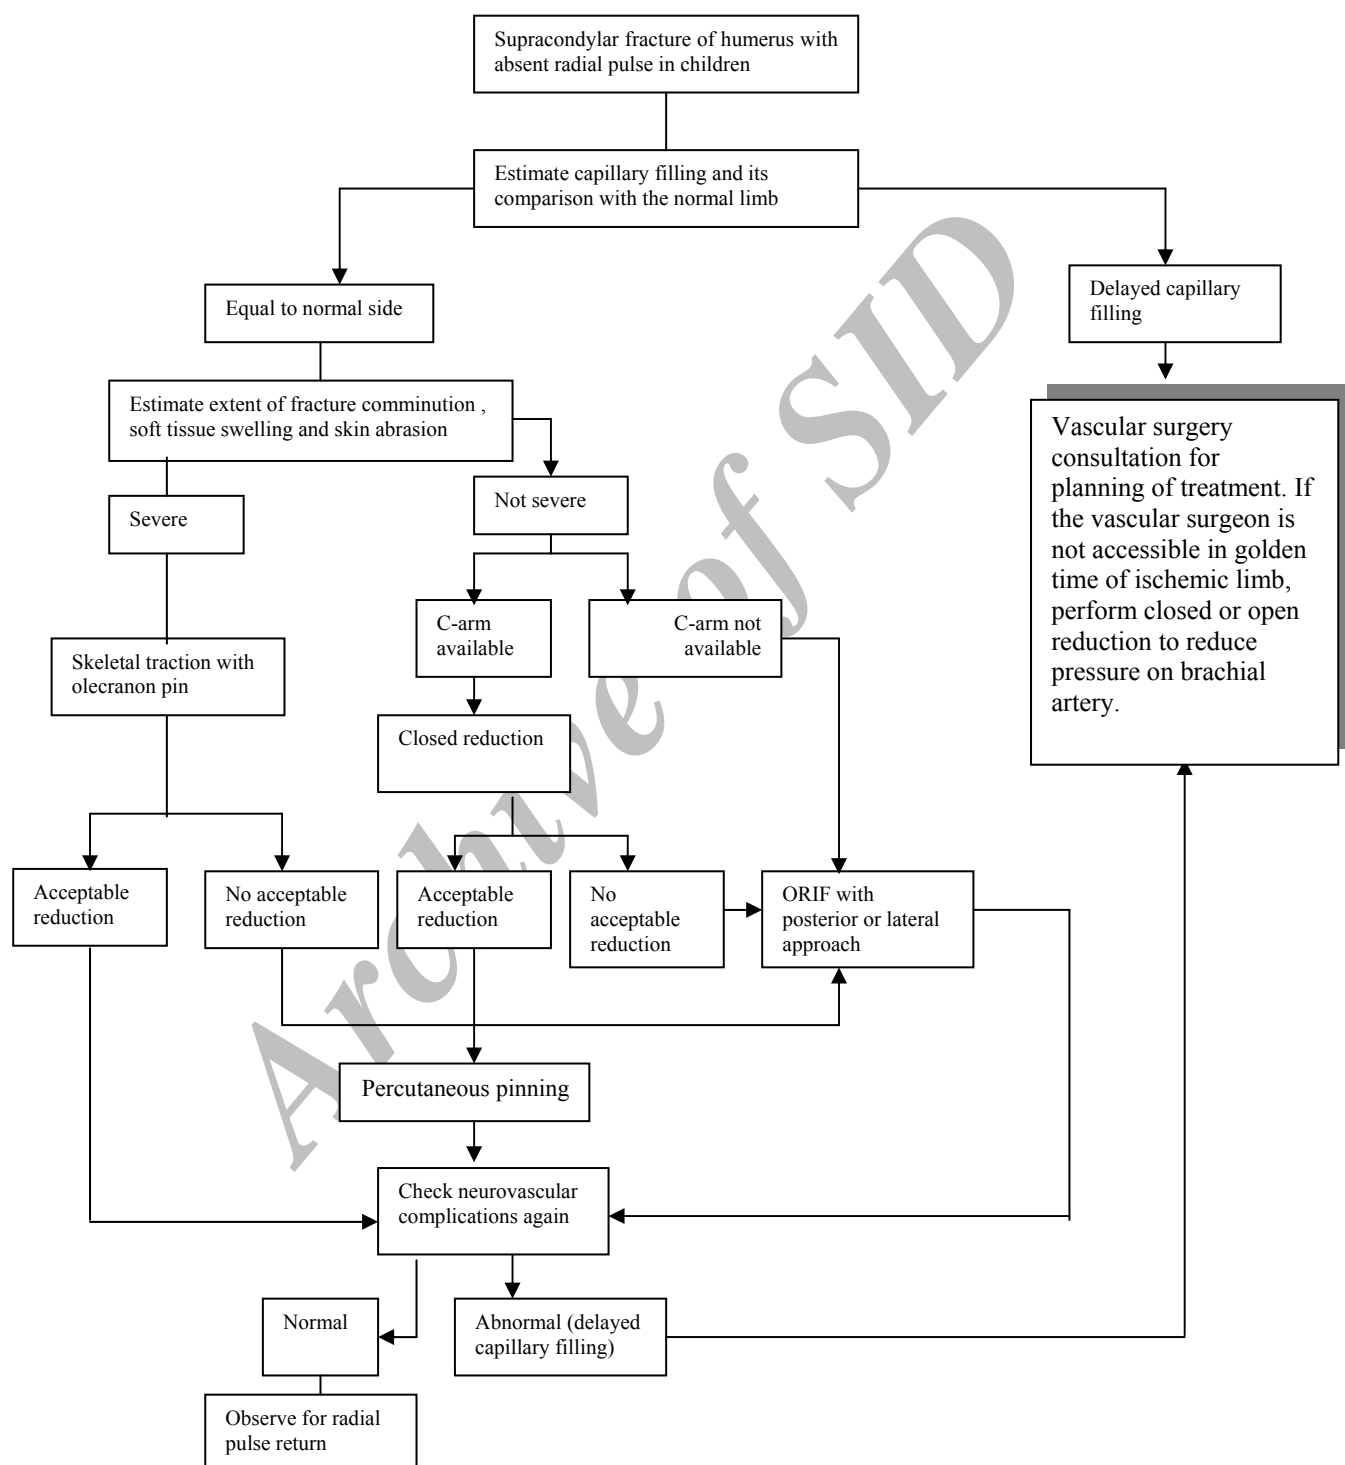 Supracondylar fracture of humerus with
absent radial pulse in children
Estimate capillary filling and its
comparison with the normal limb
Equal to normal side
Delayed capillary
filling
Estimate extent of fracture comminution ,
soft tissue swelling and skin abrasion
Vascular surgery
consultation for
planning of treatment. If
the vascular surgeon is
not accessible in golden
time of ischemic limb,
perform closed or open
reduction to reduce
pressure on brachial
artery.
Severe
Not severe
C-arm
available
C-arm not
available
Skeletal traction with
olecranon pin
Closed reduction
Acceptable
reduction
No acceptable
reduction
Acceptable
reduction
No
acceptable
reduction
ORIF with
posterior or lateral
approach
Percutaneous pinning
Check neurovascular
complications again
Normal
Abnormal (delayed
capillary filling)
Observe for radial
pulse return
Archive of SID